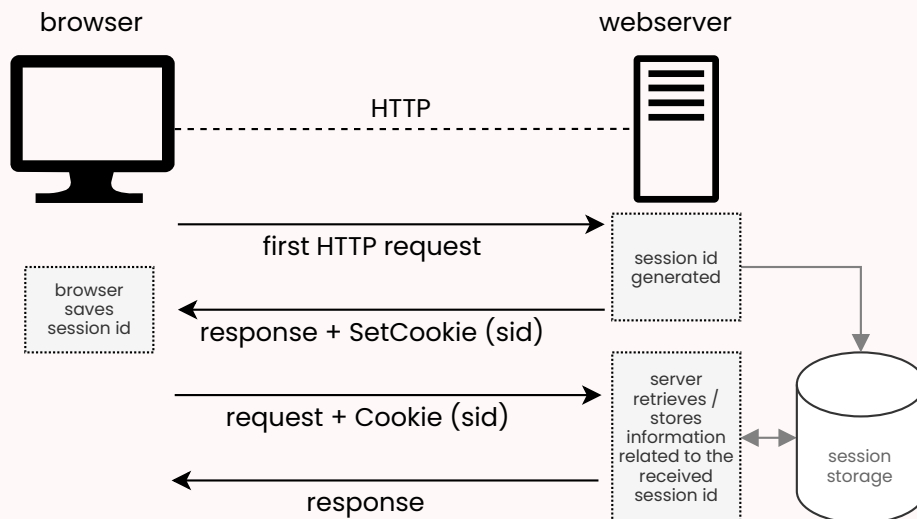 browser
webserver
HTTP
first HTTP request
session id
generated
browser
saves
session id
response + SetCookie (sid)
request + Cookie (sid)
server
retrieves /
stores
information
related to the
received
session id
session
storage
response